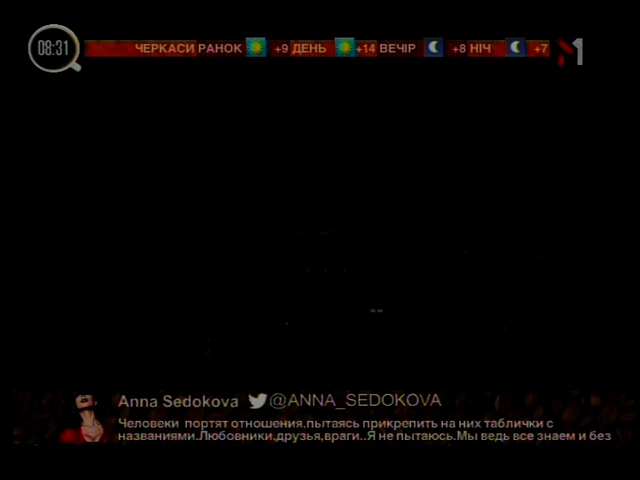 08:31
ЧЕРКАСИ РАНОК +9 ДЕНЬ +14 ВЕЧІР +8 НІЧ +7
М1
Anna Sedokova @ANNA_SEDOKOVA
Человеки портят отношения,пытаясь прикрепить на них таблички с
названиями.Любовники,друзья,враги..Я не пытаюсь.Мы ведь все знаем и без